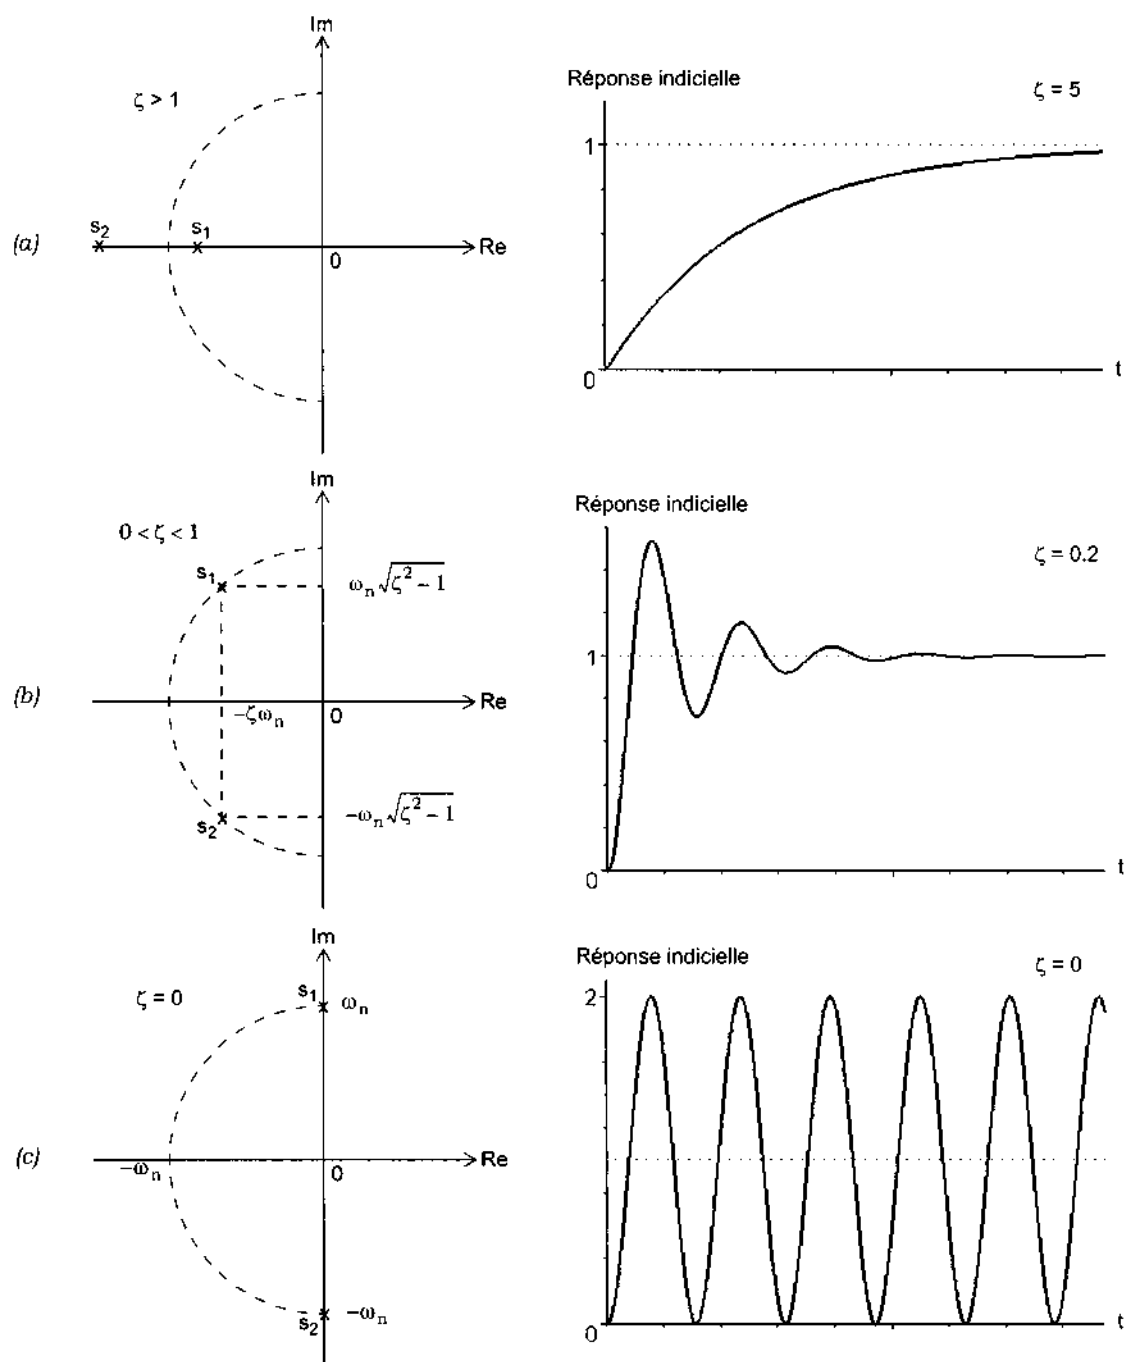 Im
Réponse indicielle
ζ > 1
ζ = 5
1
(a)
s₂
s₁
0
Re
0
t
Im
Réponse indicielle
0 < ζ < 1
ζ = 0.2
s₁
ωₙ√(ζ² − 1)
1
(b)
−ζωₙ
0
Re
s₂
−ωₙ√(ζ² − 1)
0
t
Im
Réponse indicielle
ζ = 0
ζ = 0
s₁
ωₙ
2
(c)
−ωₙ
0
Re
s₂
−ωₙ
0
t